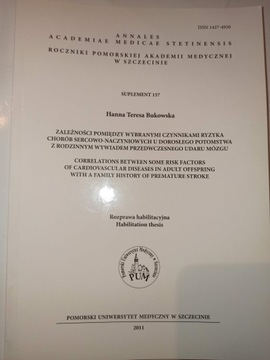 ISSN 1427-4930
ANNALES
ACADEMIAE MEDICAE STETINENSIS
ROCZNIKI POMORSKIEJ AKADEMII MEDYCZNEJ
W SZCZECINIE
SUPLEMENT 157
Hanna Teresa Bukowska
ZALEŻNOŚCI POMIĘDZY WYBRANYMI CZYNNIKAMI RYZYKA
CHORÓB SERCOWO-NACZYNIOWYCH U DOROSŁEGO POTOMSTWA
Z RODZINNYM WYWIADEM PRZEDWCZESNEGO UDARU MÓZGU
CORRELATIONS BETWEEN SOME RISK FACTORS
OF CARDIOVASCULAR DISEASES IN ADULT OFFSPRING
WITH A FAMILY HISTORY OF PREMATURE STROKE
Rozprawa habilitacyjna
Habilitation thesis
PUM
POMORSKI UNIWERSYTET MEDYCZNY W SZCZECINIE
2011